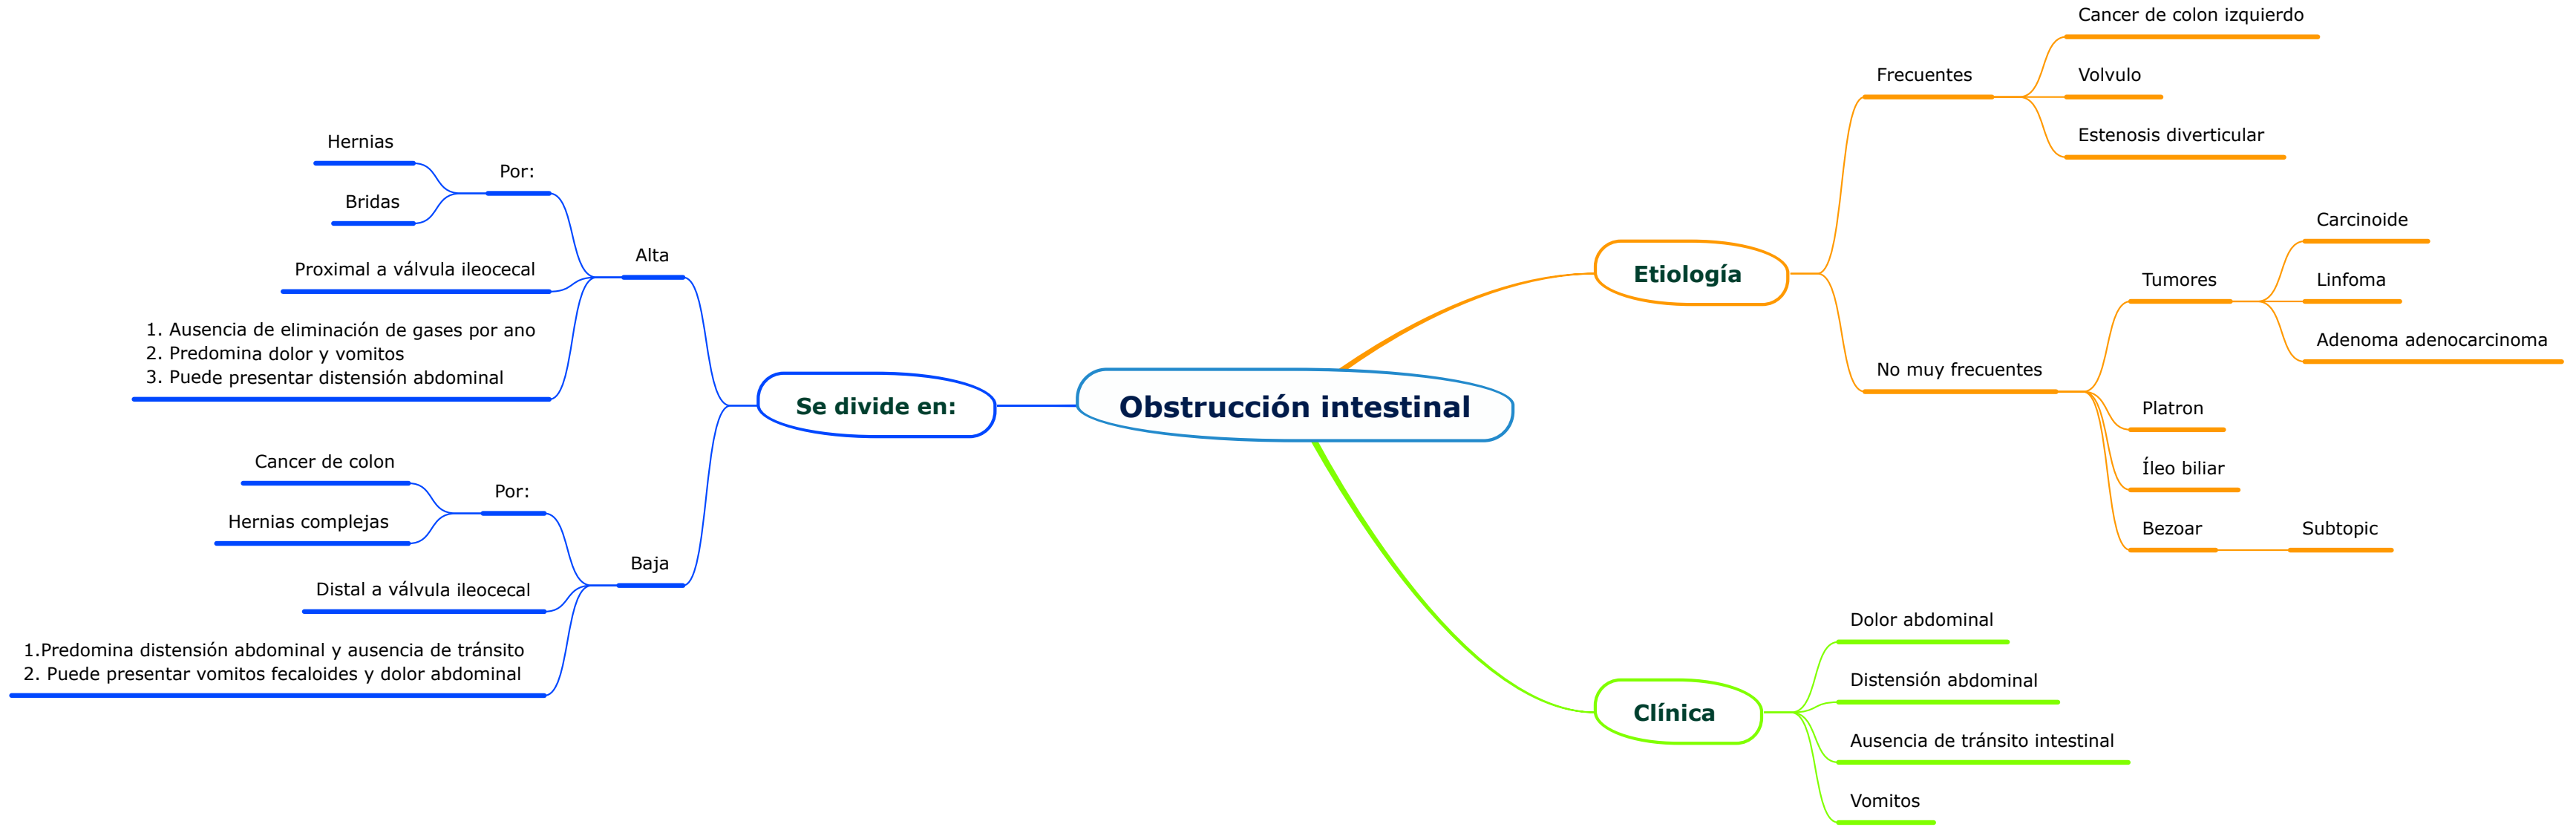 Obstrucción intestinal
Etiología
Frecuentes
Cancer de colon izquierdo
Volvulo
Estenosis diverticular
No muy frecuentes
Tumores
Carcinoide
Linfoma
Adenoma adenocarcinoma
Platron
Íleo biliar
Bezoar
Subtopic
Clínica
Dolor abdominal
Distensión abdominal
Ausencia de tránsito intestinal
Vomitos
Se divide en:
Alta
Por:
Hernias
Bridas
Proximal a válvula ileocecal
1. Ausencia de eliminación de gases por ano
2. Predomina dolor y vomitos
3. Puede presentar distensión abdominal
Baja
Por:
Cancer de colon
Hernias complejas
Distal a válvula ileocecal
1.Predomina distensión abdominal y ausencia de tránsito
2. Puede presentar vomitos fecaloides y dolor abdominal